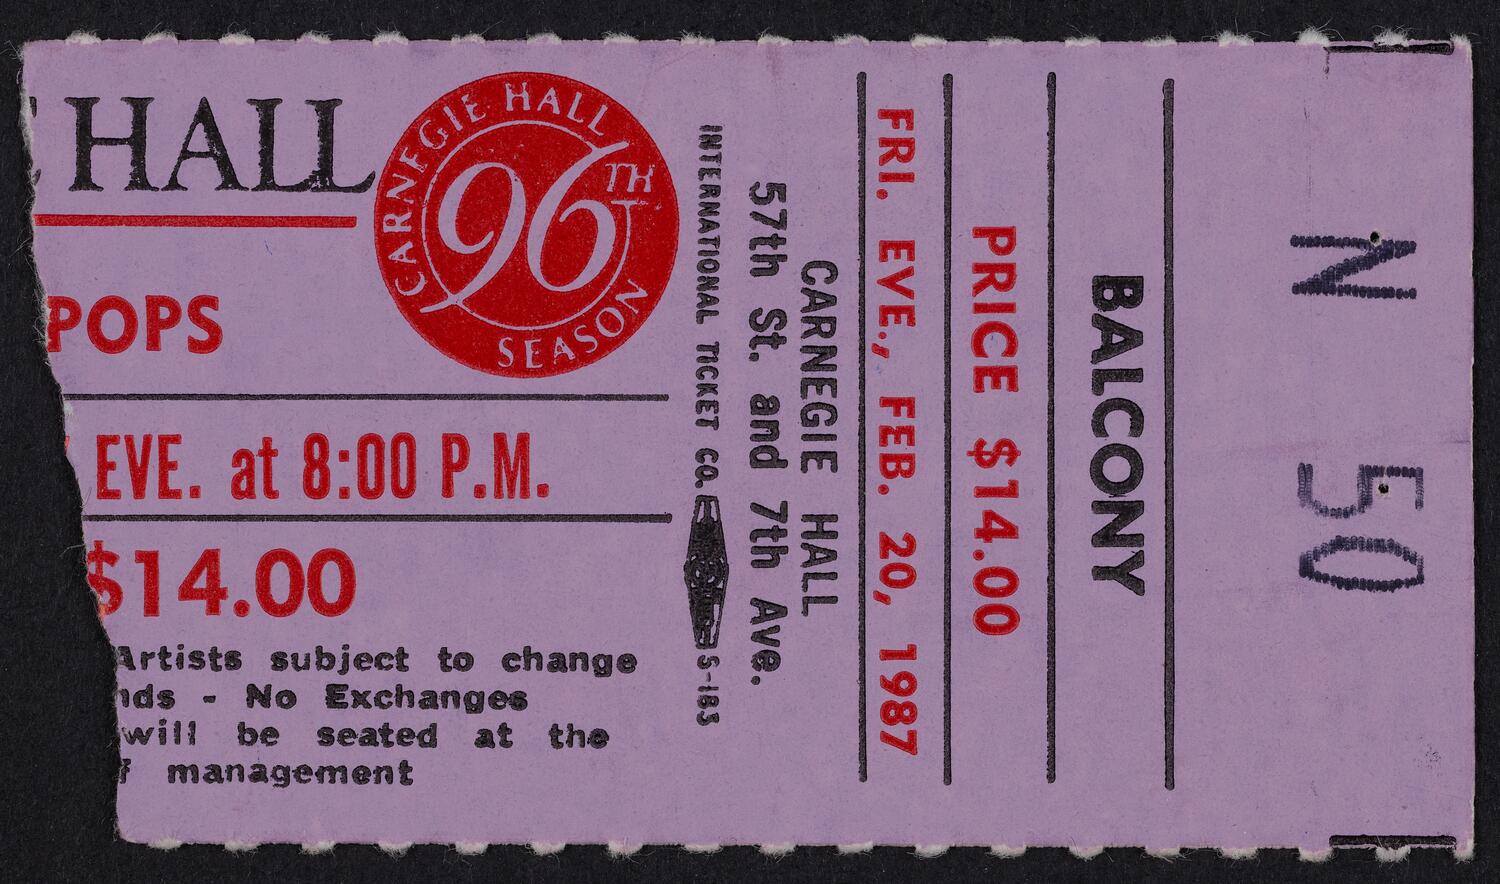 HALL
CARNEGIE HALL
96TH
SEASON
POPS
EVE. at 8:00 P.M.
$14.00
Artists subject to change
- No Exchanges
will be seated at the
management
INTERNATIONAL TICKET CO. S-183
57th St. and 7th Ave.
CARNEGIE HALL
FRI. EVE., FEB. 20, 1987
PRICE $14.00
BALCONY
N 50